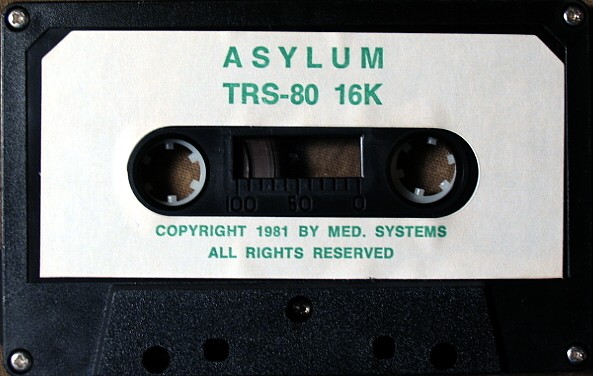 ASYLUM
TRS-80 16K
100 50 0
COPYRIGHT 1981 BY MED. SYSTEMS
ALL RIGHTS RESERVED